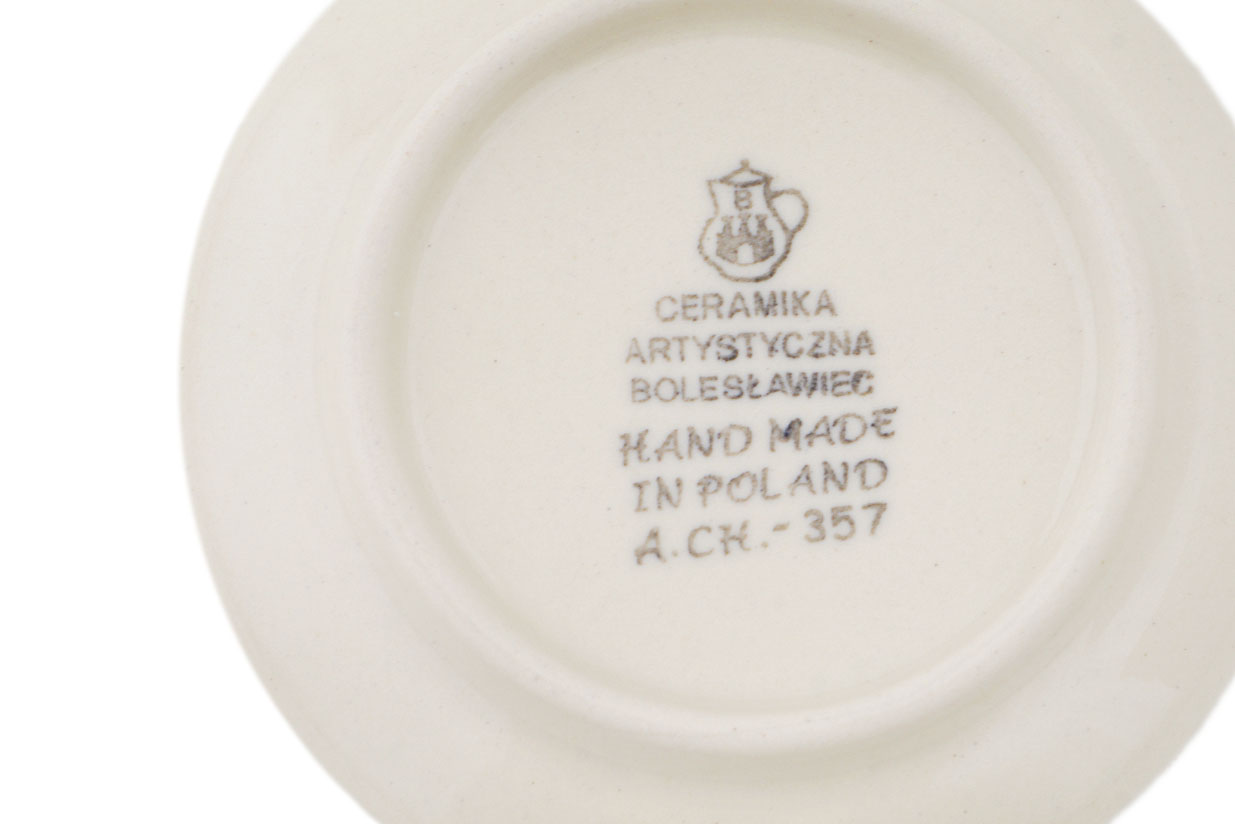 B
CERAMIKA
ARTYSTYCZNA
BOLESŁAWIEC
HAND MADE
IN POLAND
A.CH.-357